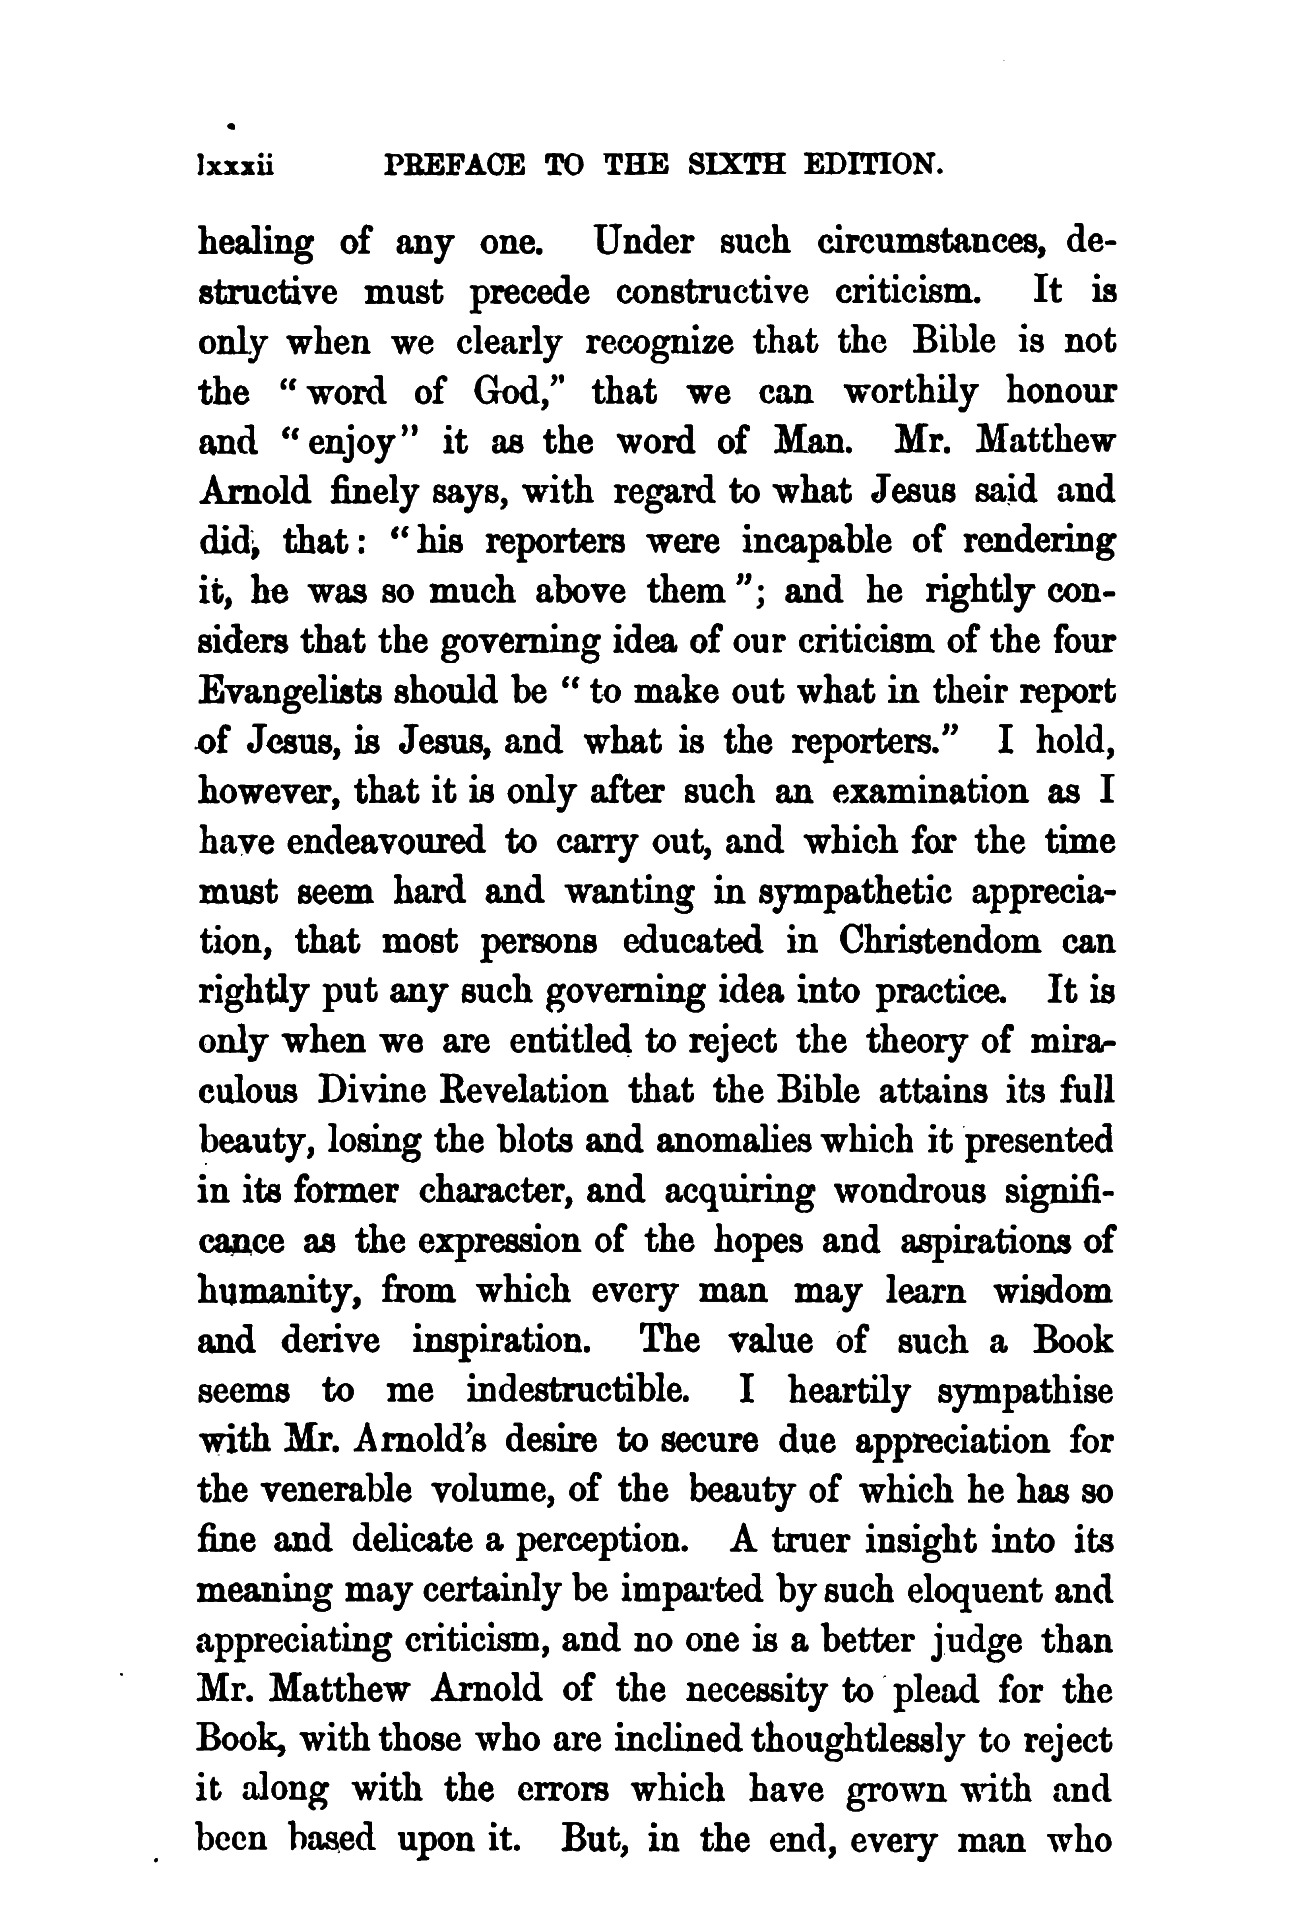 lxxxii PREFACE TO THE SIXTH EDITION.
healing of any one. Under such circumstances, de-
structive must precede constructive criticism. It is
only when we clearly recognize that the Bible is not
the “word of God,” that we can worthily honour
and “enjoy” it as the word of Man. Mr. Matthew
Arnold finely says, with regard to what Jesus said and
did, that: “his reporters were incapable of rendering
it, he was so much above them”; and he rightly con-
siders that the governing idea of our criticism of the four
Evangelists should be “to make out what in their report
of Jesus, is Jesus, and what is the reporters.” I hold,
however, that it is only after such an examination as I
have endeavoured to carry out, and which for the time
must seem hard and wanting in sympathetic apprecia-
tion, that most persons educated in Christendom can
rightly put any such governing idea into practice. It is
only when we are entitled to reject the theory of mira-
culous Divine Revelation that the Bible attains its full
beauty, losing the blots and anomalies which it presented
in its former character, and acquiring wondrous signifi-
cance as the expression of the hopes and aspirations of
humanity, from which every man may learn wisdom
and derive inspiration. The value of such a Book
seems to me indestructible. I heartily sympathise
with Mr. Arnold’s desire to secure due appreciation for
the venerable volume, of the beauty of which he has so
fine and delicate a perception. A truer insight into its
meaning may certainly be imparted by such eloquent and
appreciating criticism, and no one is a better judge than
Mr. Matthew Arnold of the necessity to plead for the
Book, with those who are inclined thoughtlessly to reject
it along with the errors which have grown with and
been based upon it. But, in the end, every man who